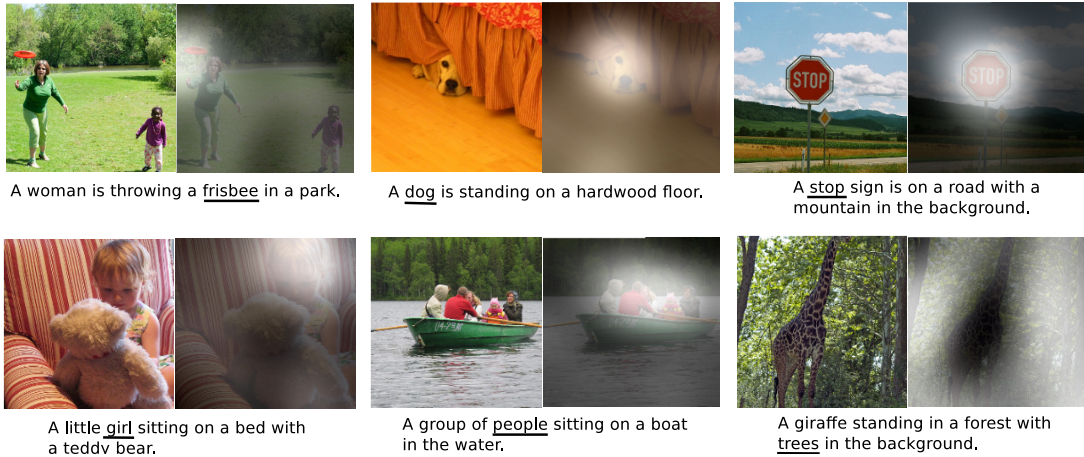 A woman is throwing a frisbee in a park.
A dog is standing on a hardwood floor.
STOP
STOP
A stop sign is on a road with a
mountain in the background.
A little girl sitting on a bed with
a teddy bear.
A group of people sitting on a boat
in the water.
A giraffe standing in a forest with
trees in the background.